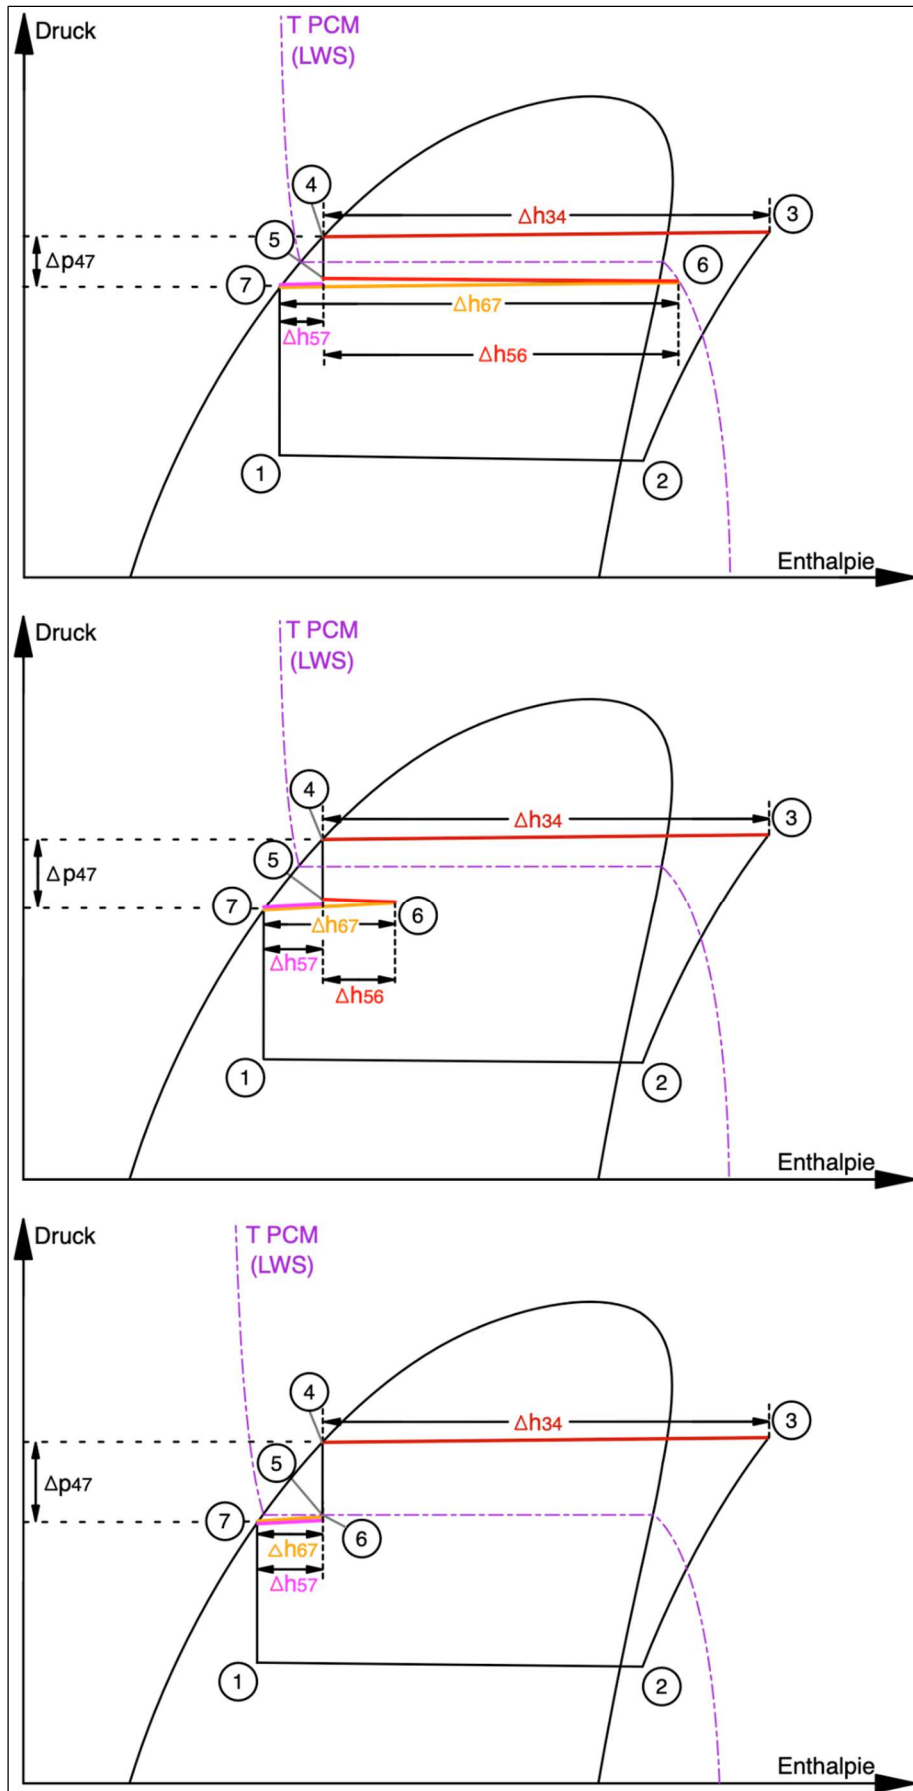 Druck
T PCM
(LWS)
4
Δh34
3
5
6
Δp47
7
Δh67
Δh57
Δh56
1
2
Enthalpie
Druck
T PCM
(LWS)
4
Δh34
3
5
Δp47
7
Δh67
6
Δh57
Δh56
1
2
Enthalpie
Druck
T PCM
(LWS)
4
Δh34
3
5
Δp47
7
6
Δh67
Δh57
1
2
Enthalpie